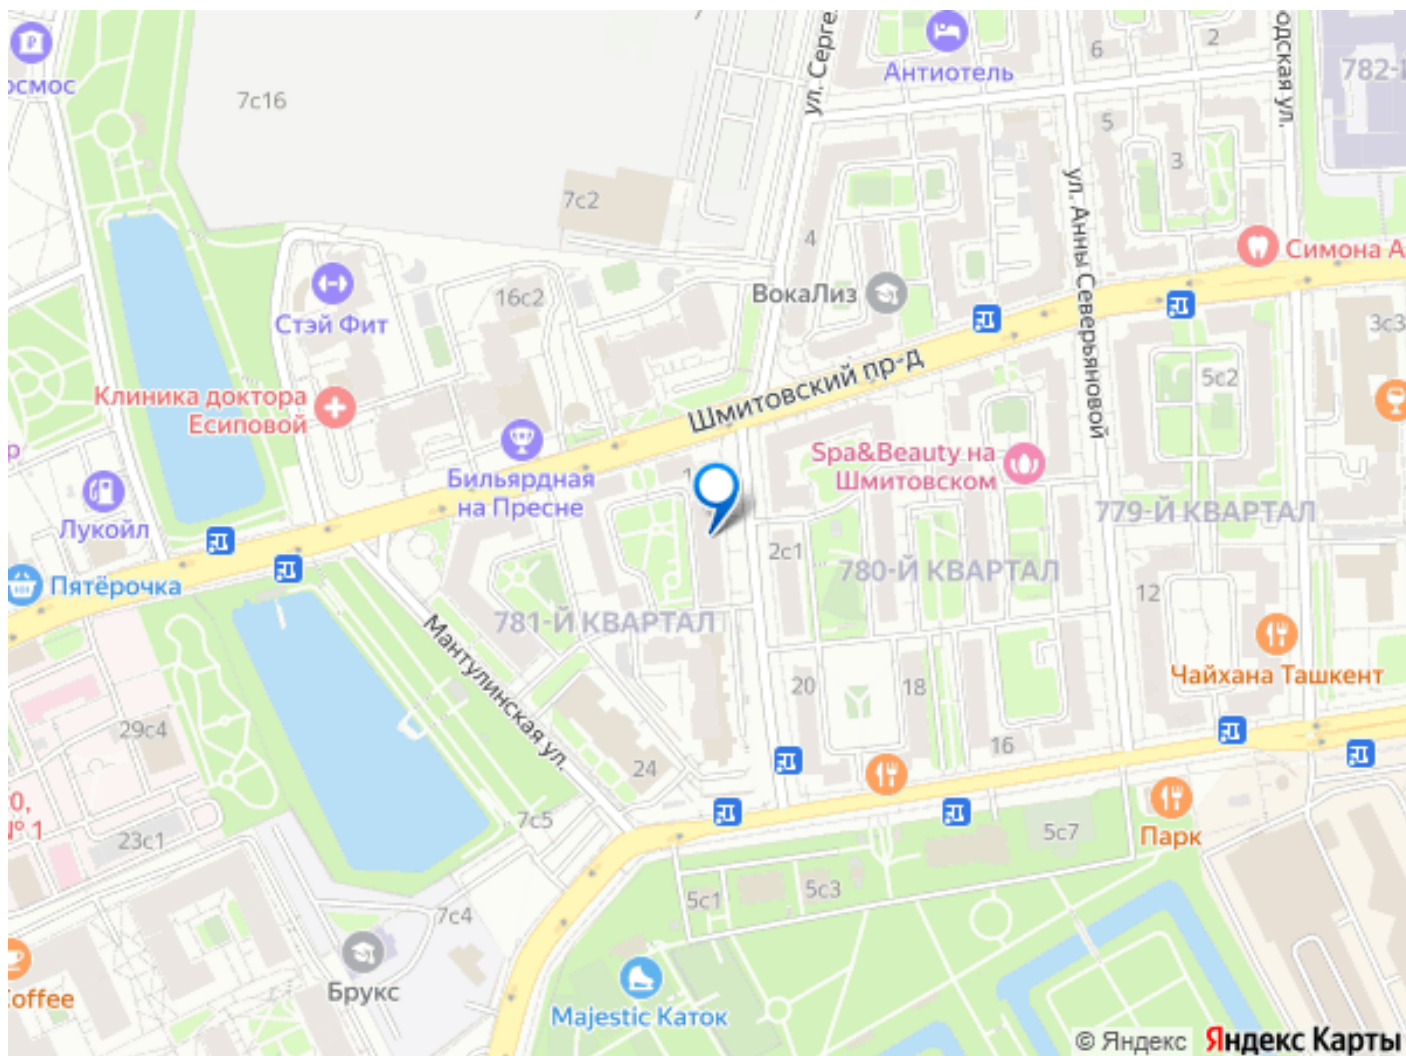 ул. Серге
Антиотель
6
2
одская ул.
782-
осмос
7с16
5
3
7с2
ул. Анны Северьяновой
4
Симона А
ВокаЛиз
16с2
Стэй Фит
3с3
Шмитовский пр-д
5с2
Клиника доктора
Есиповой
Spa&Beauty на
Шмитовском
Бильярдная
на Пресне
Лукойл
779-Й КВАРТАЛ
2с1
780-Й КВАРТАЛ
Пятёрочка
12
781-Й КВАРТАЛ
Мантулинская ул.
Чайхана Ташкент
20
18
29с4
16
24
0,
№ 1
7с5
23с1
5с7
Парк
5с1
5с3
7с4
Брукс
Coffee
Majestic Каток
© Яндекс Яндекс Карты